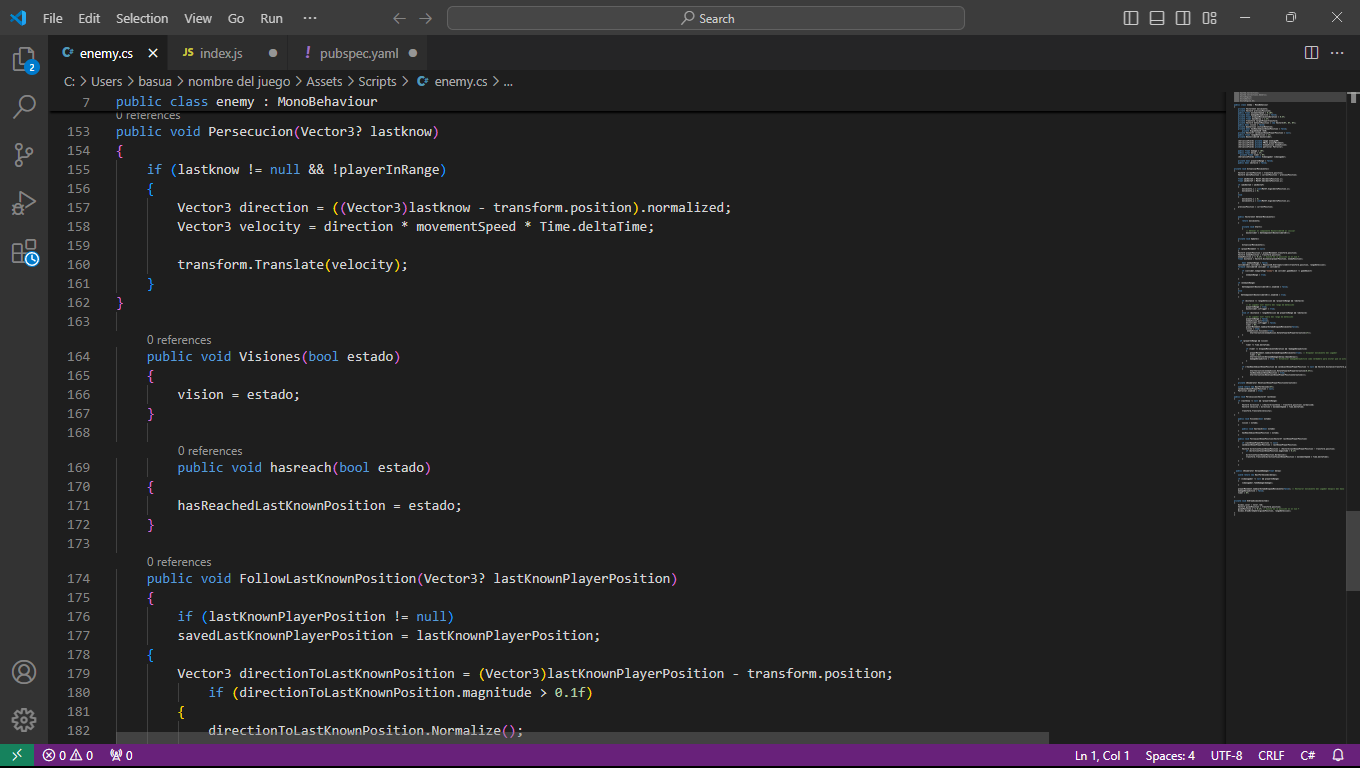 File Edit Selection View Go Run ··· Search
enemy.cs JS index.js ! pubspec.yaml
C: > Users > basua > nombre del juego > Assets > Scripts > enemy.cs > ...
2
7 public class enemy : MonoBehaviour
0 references
153 public void Persecucion(Vector3? lastknow)
154 {
155 if (lastknow != null && !playerInRange)
156 {
157 Vector3 direction = ((Vector3)lastknow - transform.position).normalized;
158 Vector3 velocity = direction * movementSpeed * Time.deltaTime;
159
160 transform.Translate(velocity);
161 }
162 }
163
0 references
164 public void Visiones(bool estado)
165 {
166 vision = estado;
167 }
168
0 references
169 public void hasreach(bool estado)
170 {
171 hasReachedLastKnownPosition = estado;
172 }
173
0 references
174 public void FollowLastKnownPosition(Vector3? lastKnownPlayerPosition)
175 {
176 if (lastKnownPlayerPosition != null)
177 savedLastKnownPlayerPosition = lastKnownPlayerPosition;
178 {
179 Vector3 directionToLastKnownPosition = (Vector3)lastKnownPlayerPosition - transform.position;
180 if (directionToLastKnownPosition.magnitude > 0.1f)
181 {
182 directionToLastKnownPosition.Normalize();
0 0 0 Ln 1, Col 1 Spaces: 4 UTF-8 CRLF C#